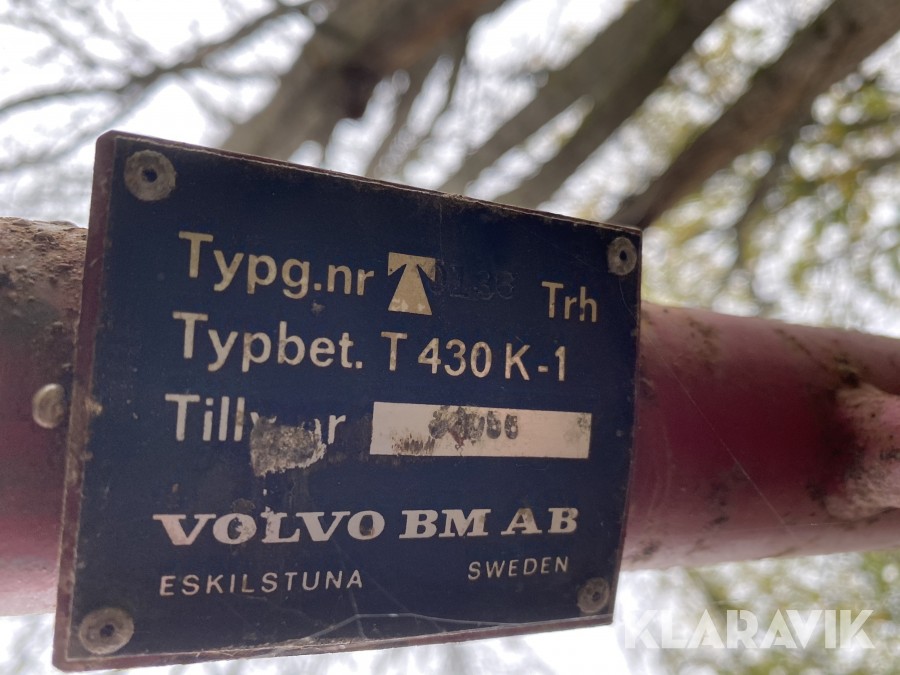 Typg.nr Trh
Typbet. T 430 K-1
VOLVO BM AB
ESKILSTUNA SWEDEN
KLARAVIK